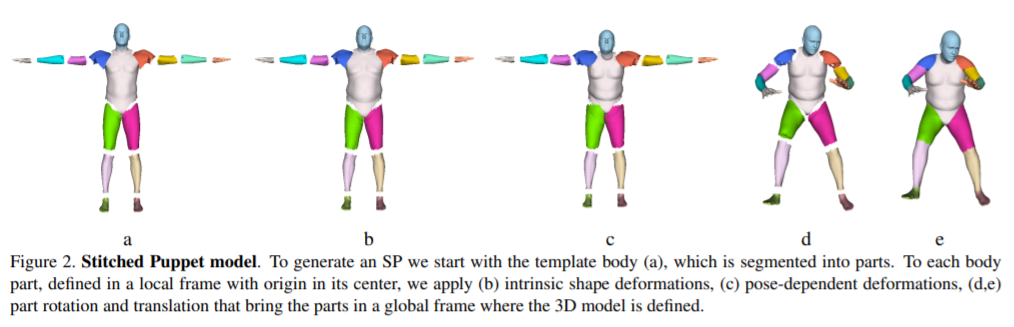 a b c d e
Figure 2. Stitched Puppet model. To generate an SP we start with the template body (a), which is segmented into parts. To each body
part, defined in a local frame with origin in its center, we apply (b) intrinsic shape deformations, (c) pose-dependent deformations, (d,e)
part rotation and translation that bring the parts in a global frame where the 3D model is defined.